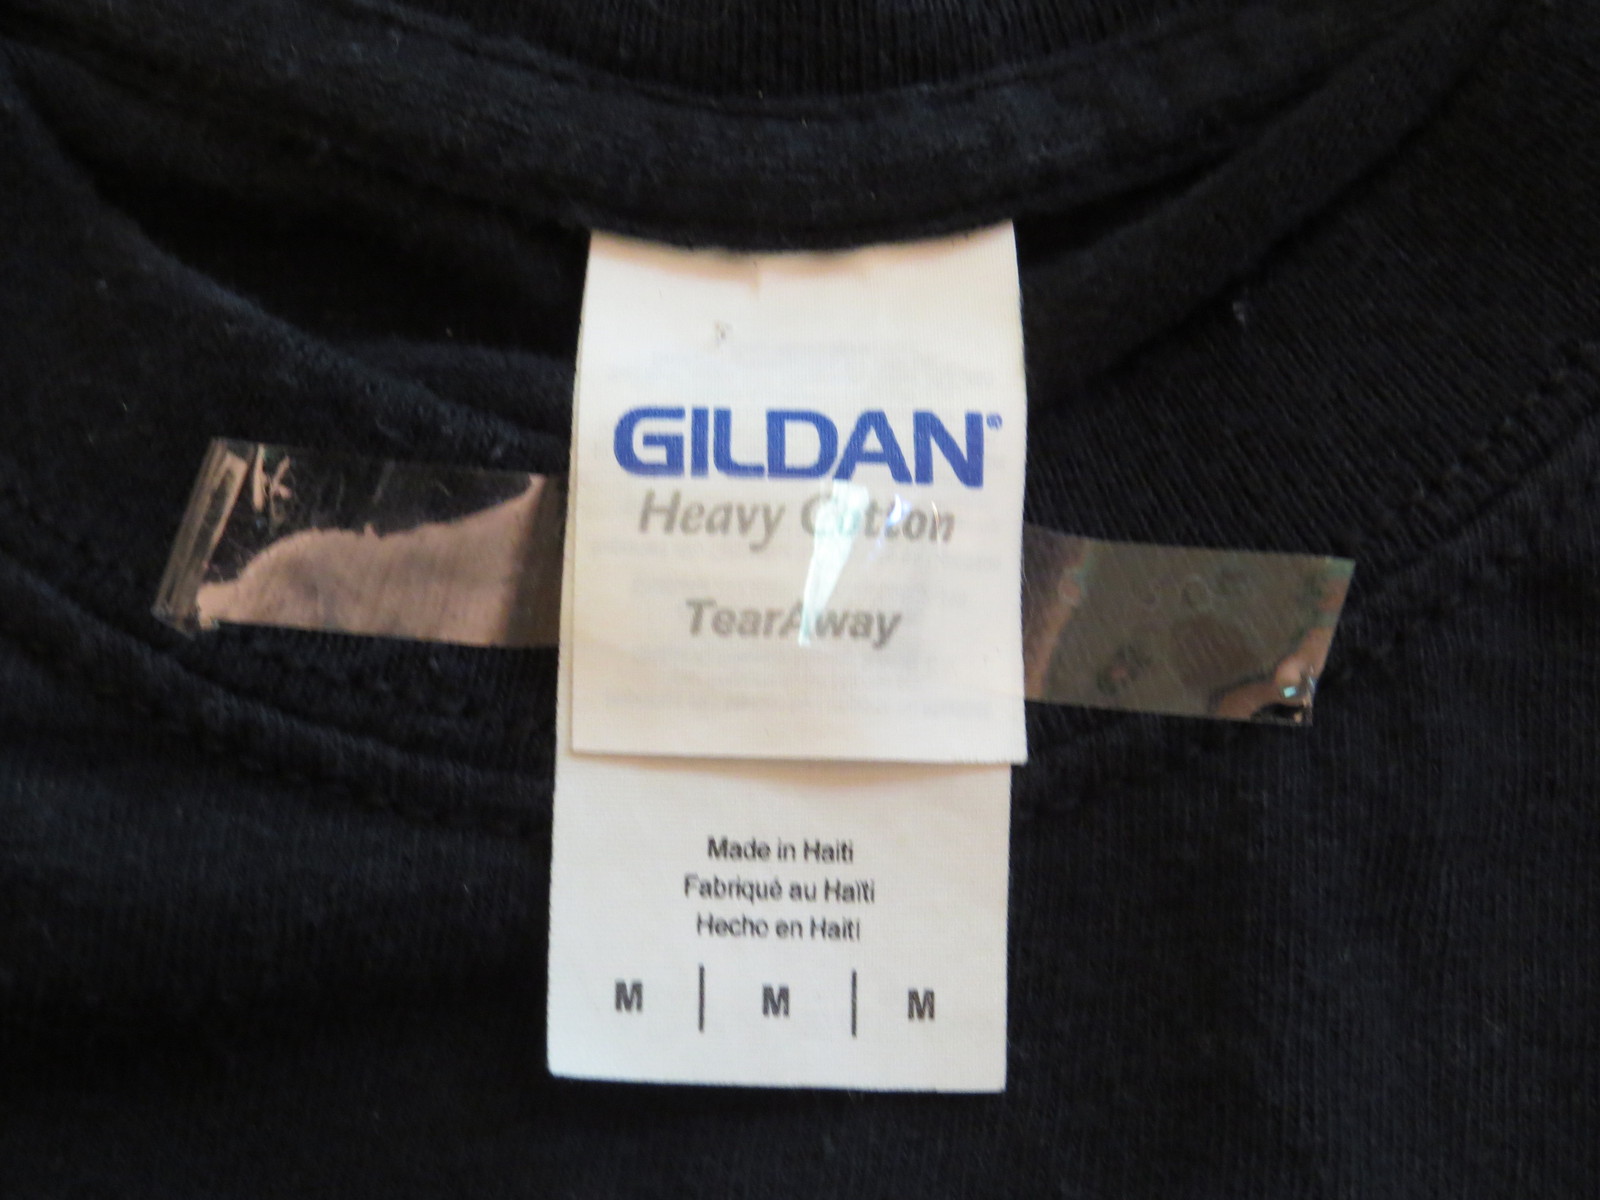 GILDAN®
Heavy Cotton
TearAway
Made in Haiti
Fabriqué au Haïti
Hecho en Haiti
M | M | M